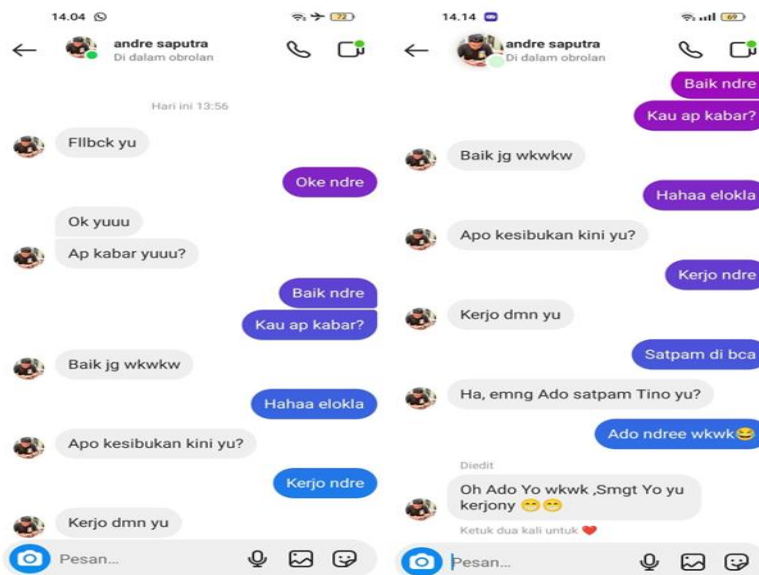 14.04
72
andre saputra
Di dalam obrolan
Hari ini 13:56
Fllbck yu
Oke ndre
Ok yuuu
Ap kabar yuuu?
Baik ndre
Kau ap kabar?
Baik jg wkwkw
Hahaa elokla
Apo kesibukan kini yu?
Kerjo ndre
Kerjo dmn yu
Pesan...
14.14
69
andre saputra
Di dalam obrolan
Baik ndre
Kau ap kabar?
Baik jg wkwkw
Hahaa elokla
Apo kesibukan kini yu?
Kerjo ndre
Kerjo dmn yu
Satpam di bca
Ha, emng Ado satpam Tino yu?
Ado ndree wkwk😂
Diedit
Oh Ado Yo wkwk ,Smgt Yo yu
kerjony 😁😁
Ketuk dua kali untuk ❤️
Pesan...